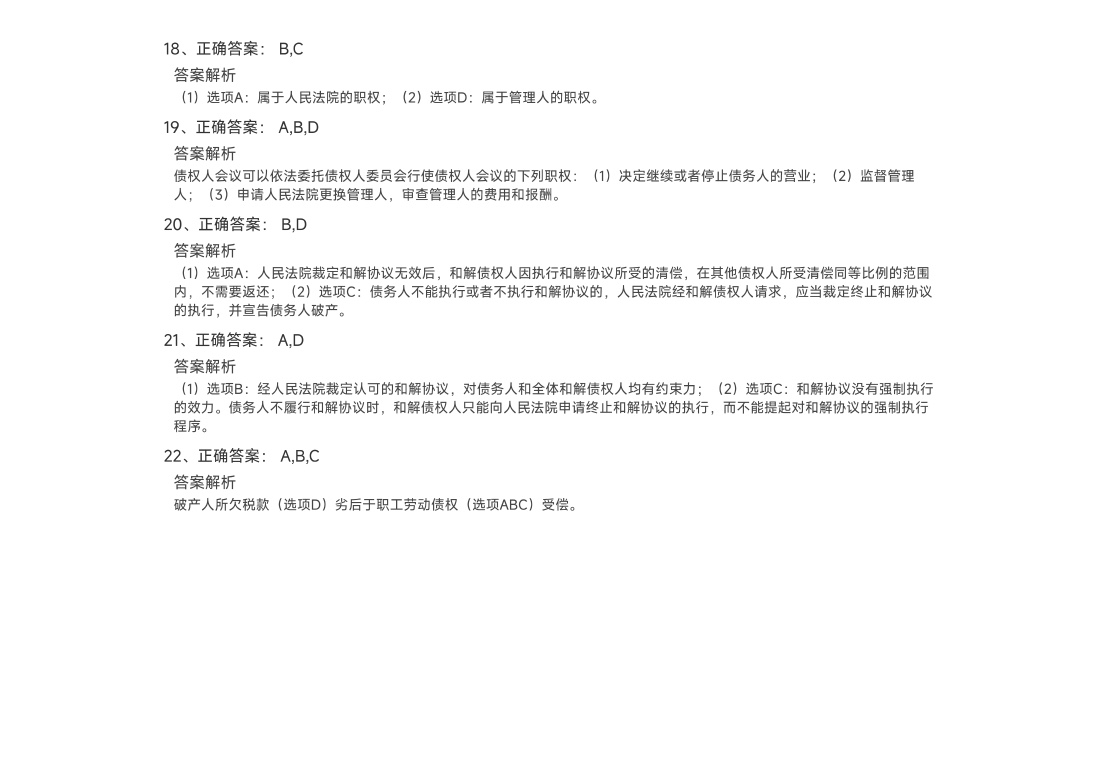 18、正确答案： B,C
答案解析
（1）选项A：属于人民法院的职权；（2）选项D：属于管理人的职权。
19、正确答案： A,B,D
答案解析
债权人会议可以依法委托债权人委员会行使债权人会议的下列职权：（1）决定继续或者停止债务人的营业；（2）监督管理
人；（3）申请人民法院更换管理人，审查管理人的费用和报酬。
20、正确答案： B,D
答案解析
（1）选项A：人民法院裁定和解协议无效后，和解债权人因执行和解协议所受的清偿，在其他债权人所受清偿同等比例的范围
内，不需要返还；（2）选项C：债务人不能执行或者不执行和解协议的，人民法院经和解债权人请求，应当裁定终止和解协议
的执行，并宣告债务人破产。
21、正确答案： A,D
答案解析
（1）选项B：经人民法院裁定认可的和解协议，对债务人和全体和解债权人均有约束力；（2）选项C：和解协议没有强制执行
的效力。债务人不履行和解协议时，和解债权人只能向人民法院申请终止和解协议的执行，而不能提起对和解协议的强制执行
程序。
22、正确答案： A,B,C
答案解析
破产人所欠税款（选项D）劣后于职工劳动债权（选项ABC）受偿。